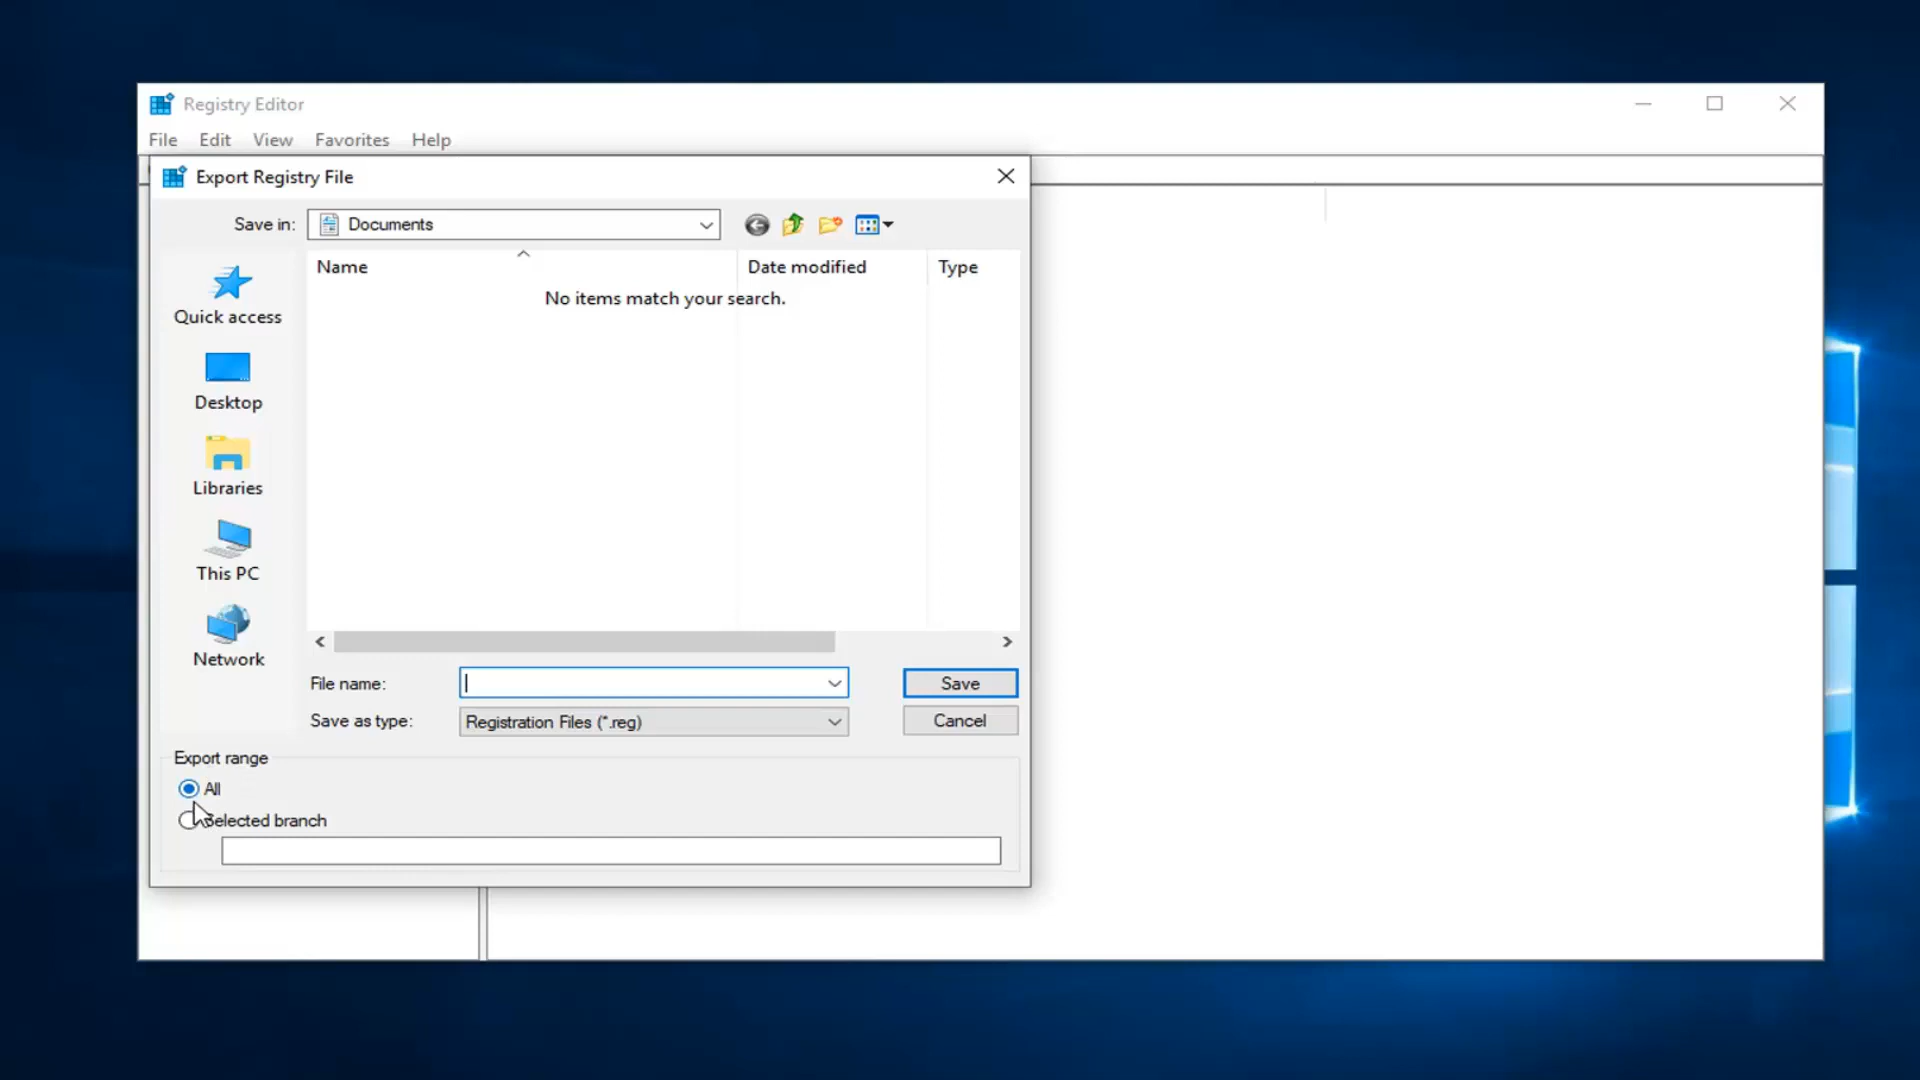 Registry Editor
File Edit View Favorites Help
Export Registry File
Save in: Documents
Name Date modified Type
No items match your search.
Quick access
Desktop
Libraries
This PC
Network
File name: Save
Save as type: Registration Files (*.reg) Cancel
Export range
All
Selected branch